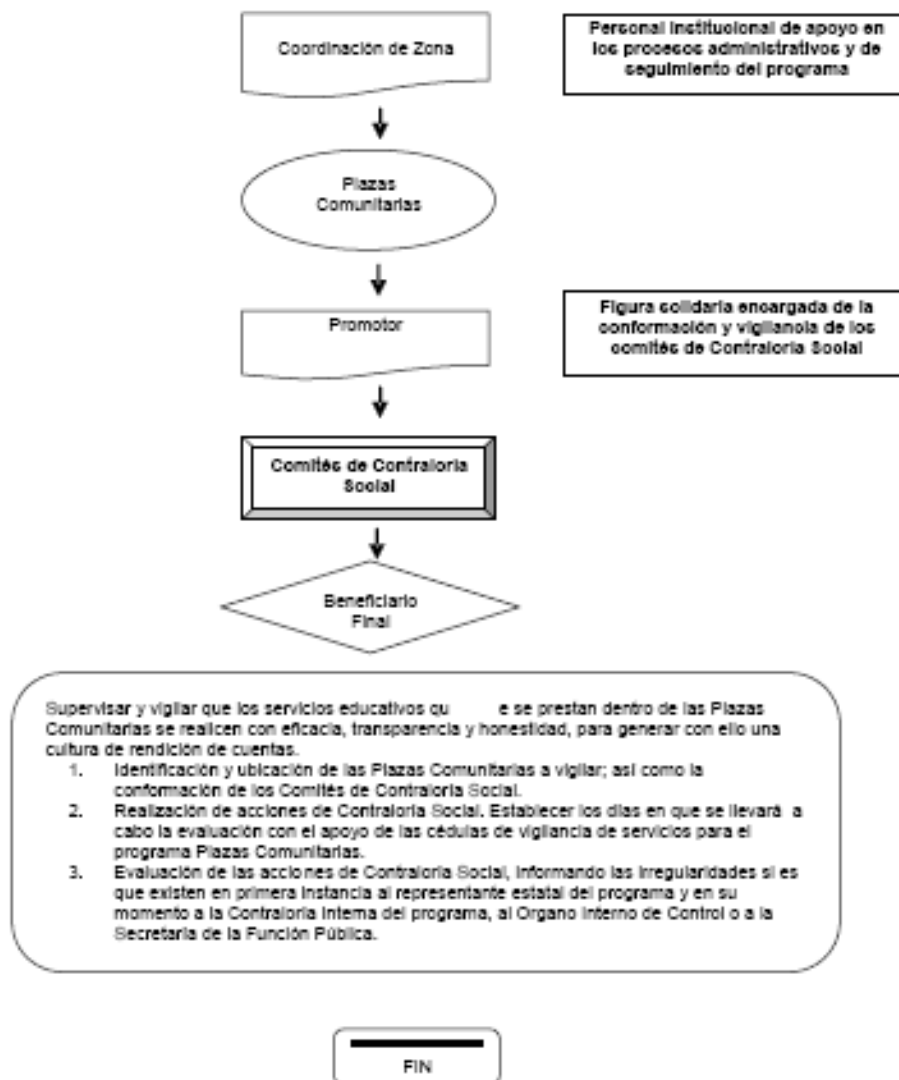 Coordinación de Zona
Personal Institucional de apoyo en
los procesos administrativos y de
seguimiento del programa
Plazas
Comunitarias
Promotor
Figura solidaria encargada de la
conformación y vigilancia de los
comités de Contraloría Social
Comités de Contraloría
Social
Beneficiario
Final
Supervisar y vigilar que los servicios educativos qu e se prestan dentro de las Plazas
Comunitarias se realicen con eficacia, transparencia y honestidad, para generar con ello una
cultura de rendición de cuentas.
1. Identificación y ubicación de las Plazas Comunitarias a vigilar; así como la
conformación de los Comités de Contraloría Social.
2. Realización de acciones de Contraloría Social. Establecer los días en que se llevará a
cabo la evaluación con el apoyo de las cédulas de vigilancia de servicios para el
programa Plazas Comunitarias.
3. Evaluación de las acciones de Contraloría Social, informando las irregularidades si es
que existen en primera instancia al representante estatal del programa y en su
momento a la Contraloría Interna del programa, al Organo Interno de Control o a la
Secretaría de la Función Pública.
FIN